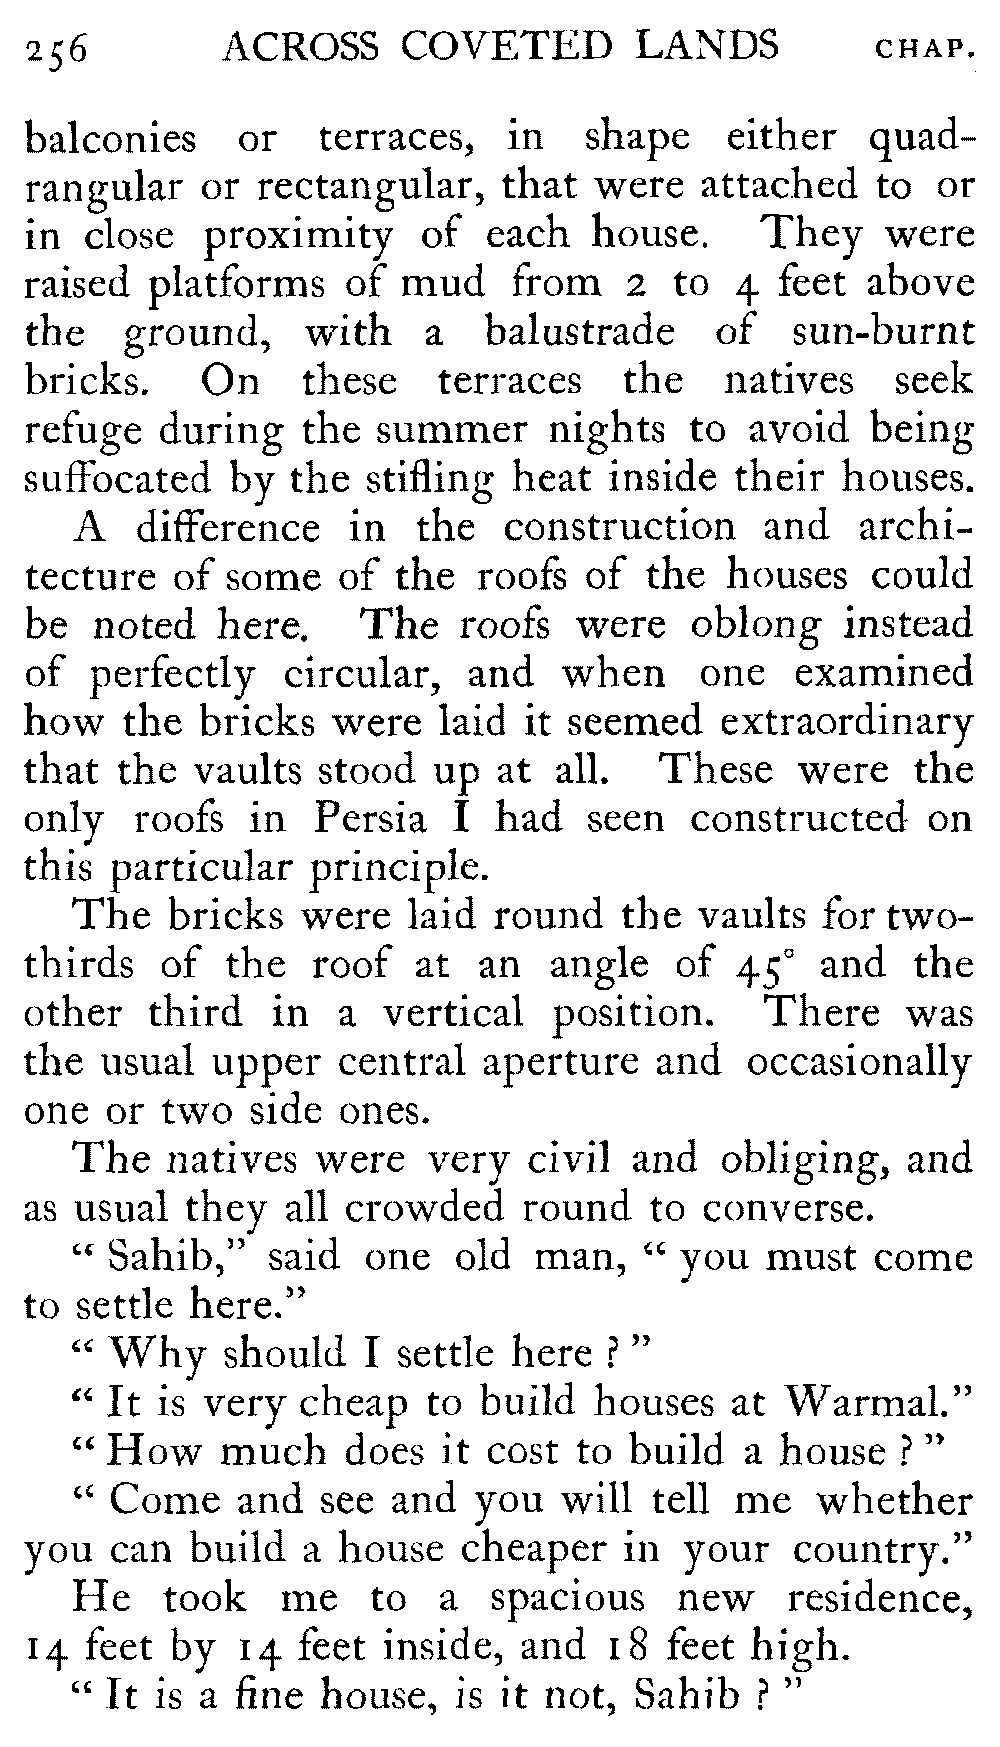 256 ACROSS COVETED LANDS CHAP.
balconies or terraces, in shape either quad-
rangular or rectangular, that were attached to or
in close proximity of each house. They were
raised platforms of mud from 2 to 4 feet above
the ground, with a balustrade of sun-burnt
bricks. On these terraces the natives seek
refuge during the summer nights to avoid being
suffocated by the stifling heat inside their houses.
A difference in the construction and archi-
tecture of some of the roofs of the houses could
be noted here. The roofs were oblong instead
of perfectly circular, and when one examined
how the bricks were laid it seemed extraordinary
that the vaults stood up at all. These were the
only roofs in Persia I had seen constructed on
this particular principle.
The bricks were laid round the vaults for two-
thirds of the roof at an angle of 45° and the
other third in a vertical position. There was
the usual upper central aperture and occasionally
one or two side ones.
The natives were very civil and obliging, and
as usual they all crowded round to converse.
“ Sahib,” said one old man, “ you must come
to settle here.”
“ Why should I settle here ? ”
“ It is very cheap to build houses at Warmal.”
“ How much does it cost to build a house ? ”
“ Come and see and you will tell me whether
you can build a house cheaper in your country.”
He took me to a spacious new residence,
14 feet by 14 feet inside, and 18 feet high.
“ It is a fine house, is it not, Sahib ? ”